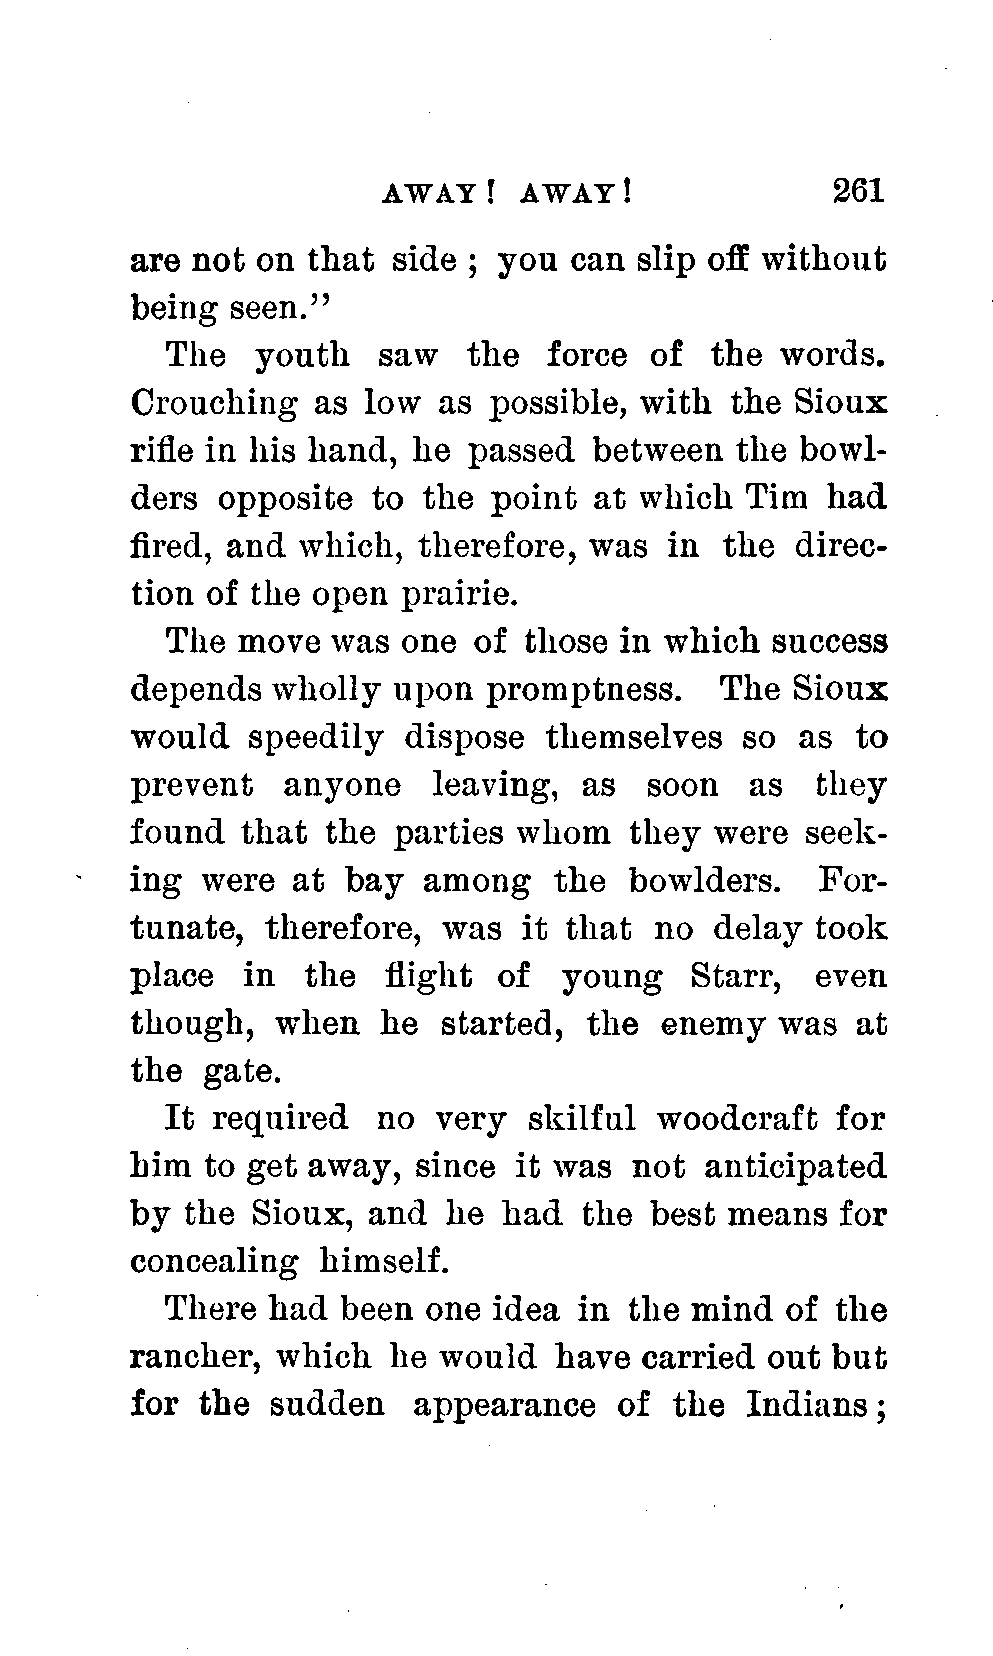 AWAY! AWAY! 261
are not on that side; you can slip off without
being seen."
The youth saw the force of the words.
Crouching as low as possible, with the Sioux
rifle in his hand, he passed between the bowl-
ders opposite to the point at which Tim had
fired, and which, therefore, was in the direc-
tion of the open prairie.
The move was one of those in which success
depends wholly upon promptness. The Sioux
would speedily dispose themselves so as to
prevent anyone leaving, as soon as they
found that the parties whom they were seek-
ing were at bay among the bowlders. For-
tunate, therefore, was it that no delay took
place in the flight of young Starr, even
though, when he started, the enemy was at
the gate.
It required no very skilful woodcraft for
him to get away, since it was not anticipated
by the Sioux, and he had the best means for
concealing himself.
There had been one idea in the mind of the
rancher, which he would have carried out but
for the sudden appearance of the Indians;